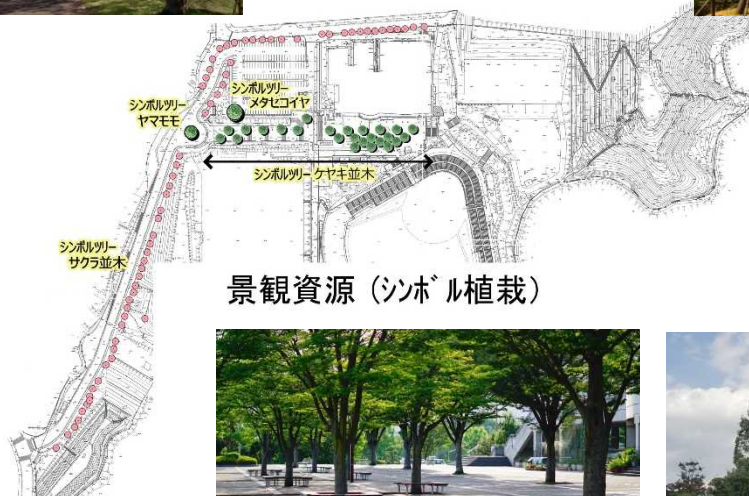 シンボルツリー
メタセコイヤ
シンボルツリー
ヤマモモ
シンボルツリー ケヤキ並木
シンボルツリー
サクラ並木
景観資源（シンボル植栽）